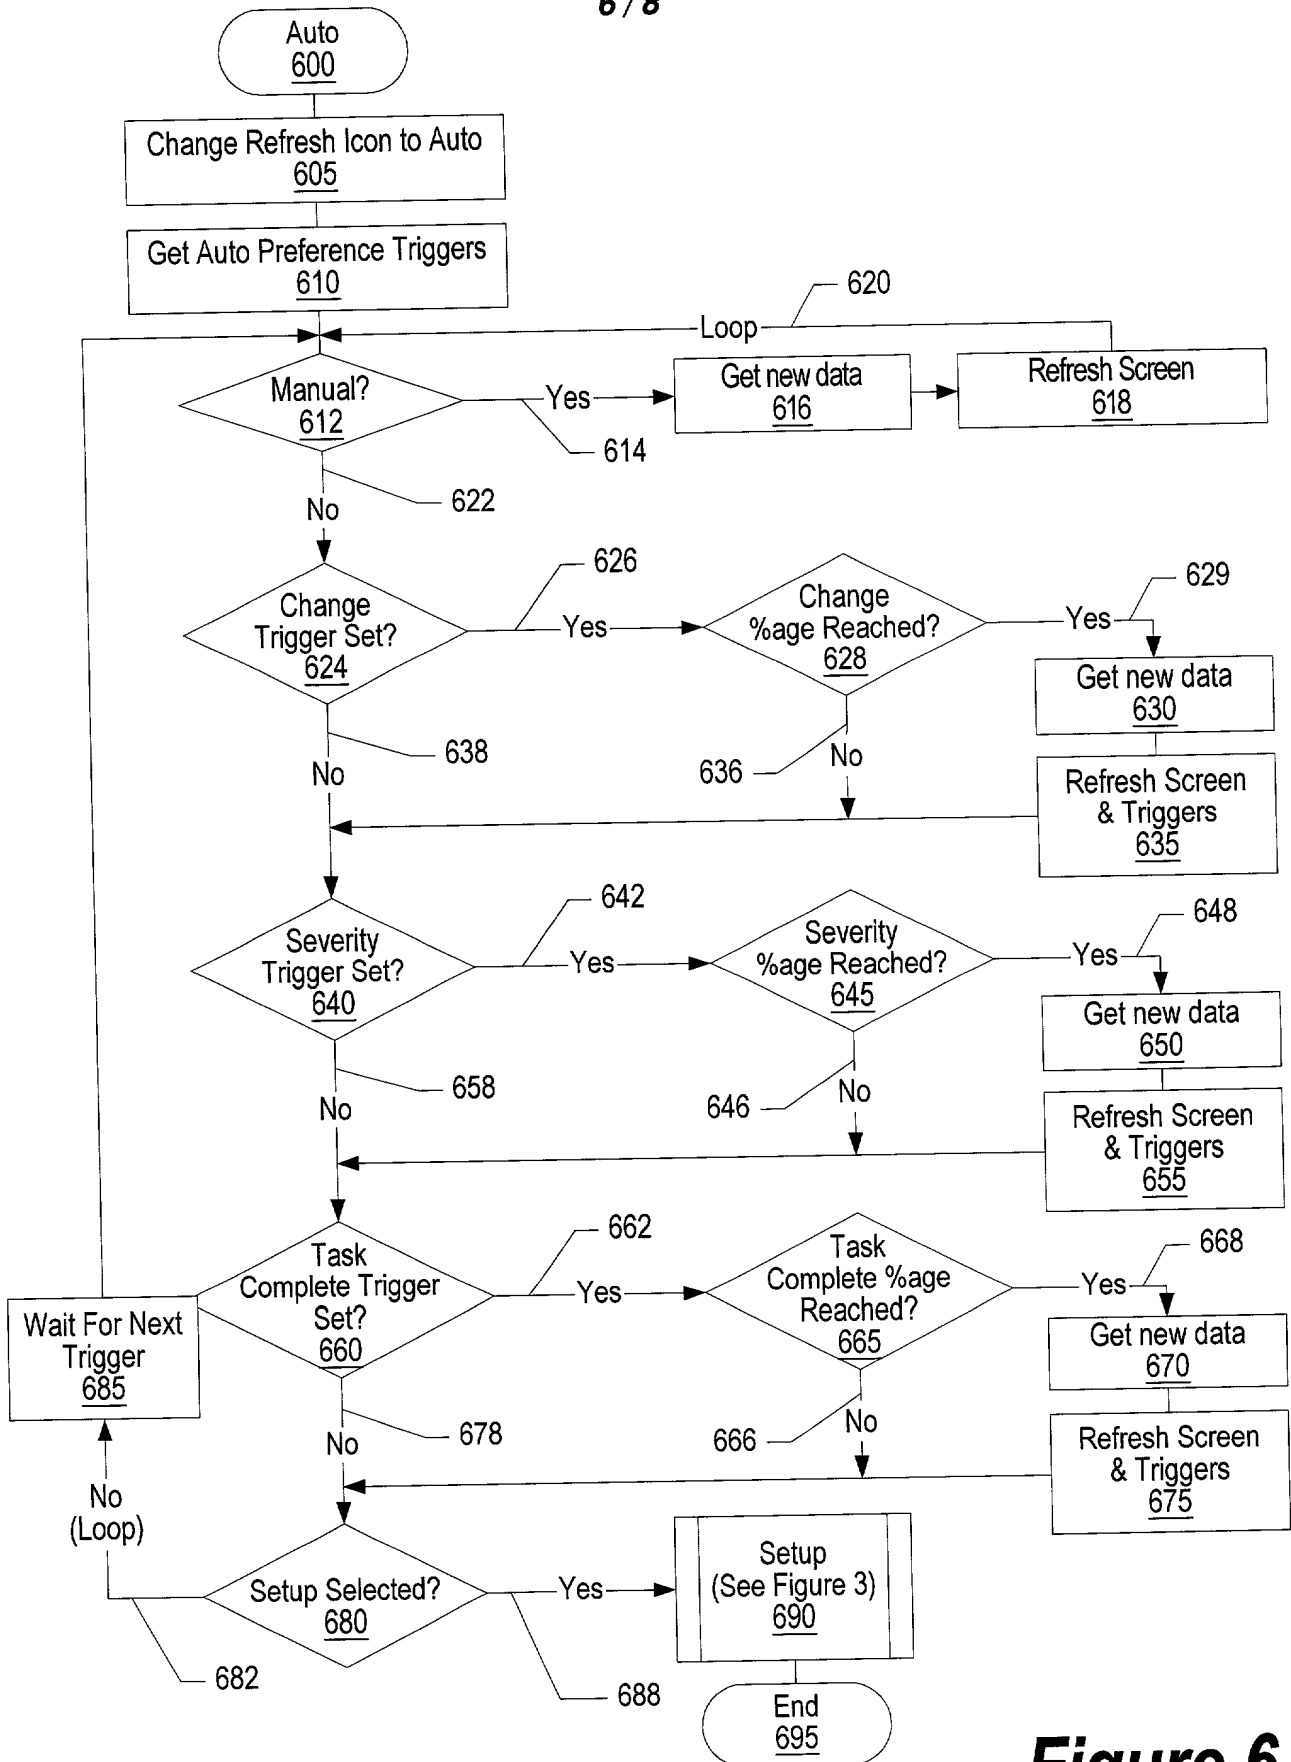 6 / 8
Auto
600
Change Refresh Icon to Auto
605
Get Auto Preference Triggers
610
620
Loop
Manual?
612
Yes
614
Get new data
616
Refresh Screen
618
622
No
Change
Trigger Set?
624
626
Yes
Change
%age Reached?
628
629
Yes
Get new data
630
638
No
636
No
Refresh Screen
& Triggers
635
Severity
Trigger Set?
640
642
Yes
Severity
%age Reached?
645
648
Yes
Get new data
650
658
No
646
No
Refresh Screen
& Triggers
655
Task
Complete Trigger
Set?
660
662
Yes
Task
Complete %age
Reached?
665
668
Yes
Get new data
670
Wait For Next
Trigger
685
678
No
666
No
Refresh Screen
& Triggers
675
No
(Loop)
Setup Selected?
680
682
Yes
688
Setup
(See Figure 3)
690
End
695
Figure 6